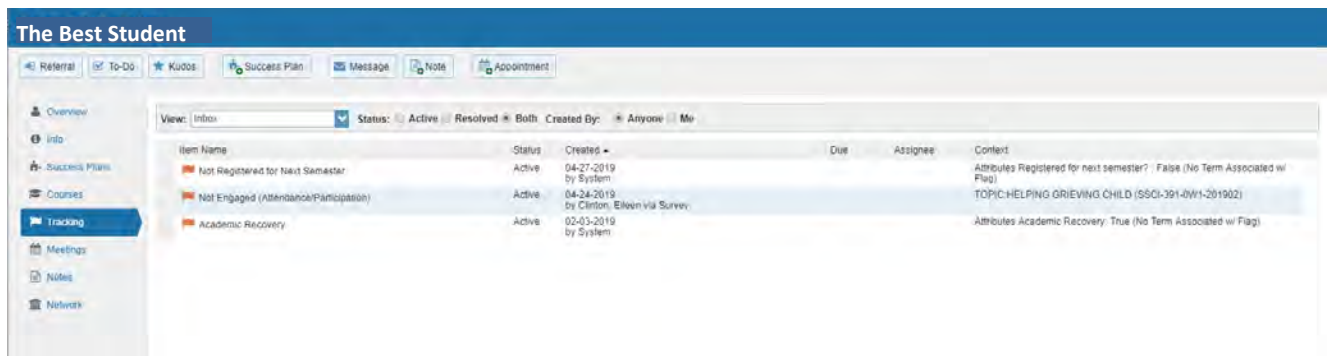 The Best Student
Referral To-Do Kudos Success Plan Message Note Appointment
Overview
Info
Success Plans
Courses
Tracking
Meetings
Notes
Network
View: Inbox Status: Active Resolved Both Created By: Anyone Me
Item Name Status Created Due Assignee Context
Not Registered for Next Semester Active 04-27-2019 Attributes Registered for next semester? : False (No Term Associated w/
by System Flag)
Not Engaged (Attendance/Participation) Active 04-24-2019 TOPIC:HELPING GRIEVING CHILD (SSCI-391-0W1-201902)
by Clinton, Eileen via Survey
Academic Recovery Active 02-03-2019 Attributes Academic Recovery: True (No Term Associated w/ Flag)
by System